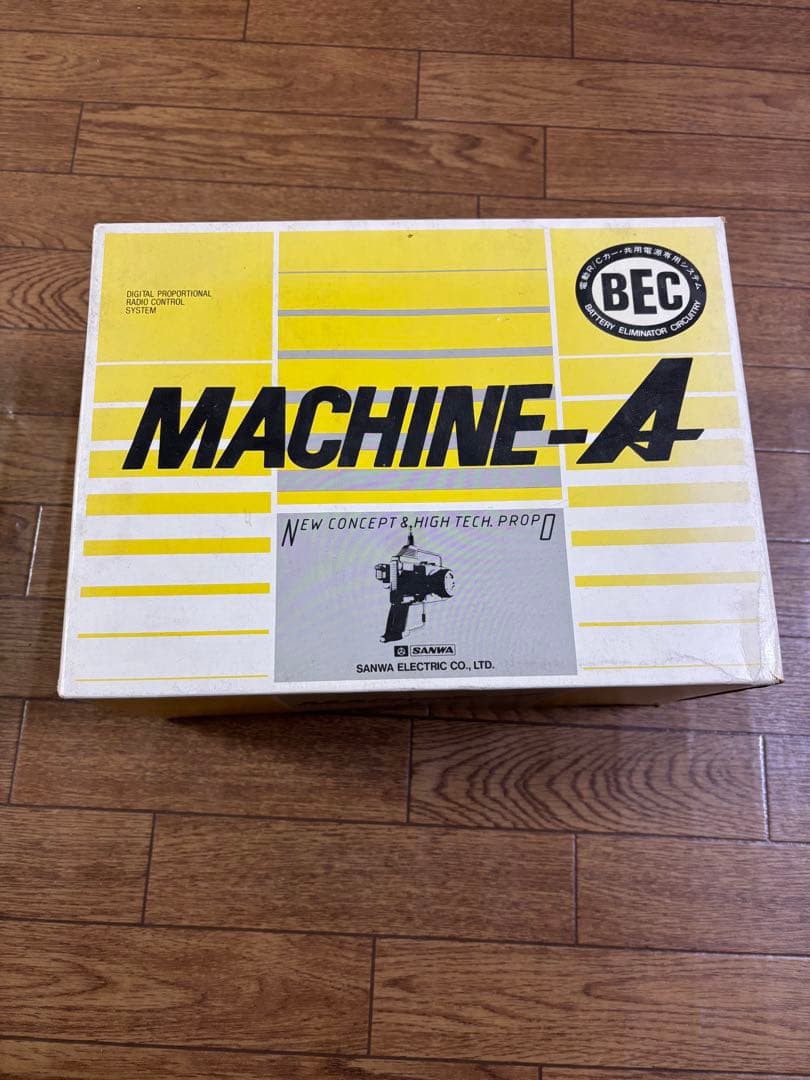 DIGITAL PROPORTIONAL
RADIO CONTROL
SYSTEM
電動R/Cカー・共用電源専用システム
BEC
BATTERY ELIMINATOR CIRCUITRY
MACHINE-A
NEW CONCEPT & HIGH TECH. PROPO
SANWA
SANWA ELECTRIC CO., LTD.